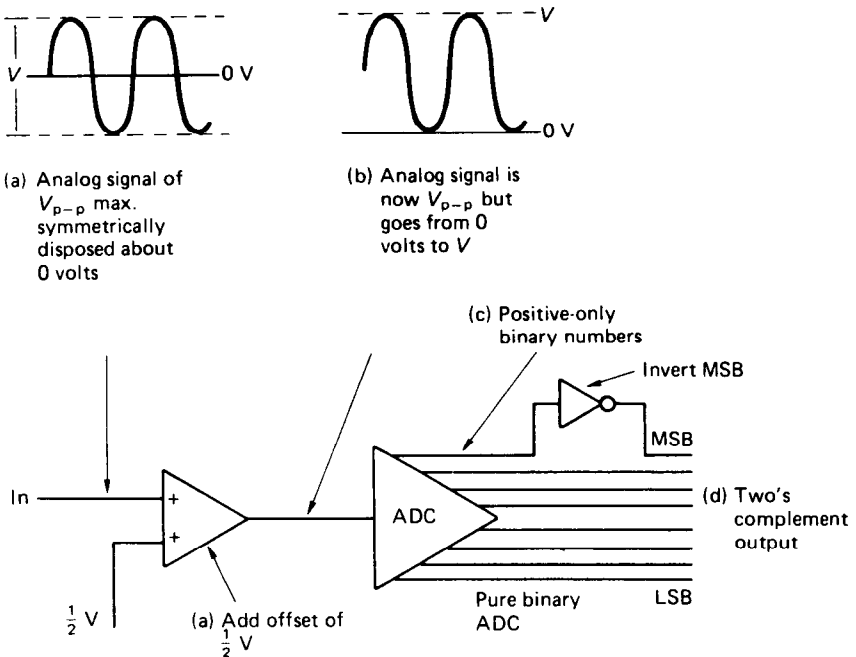 V
0 V
V
0 V
(a) Analog signal of
Vp–p max.
symmetrically
disposed about
0 volts
(b) Analog signal is
now Vp–p but
goes from 0
volts to V
(c) Positive-only
binary numbers
Invert MSB
MSB
In
+
+
ADC
(d) Two's
complement
output
1/2 V
(a) Add offset of
1/2 V
Pure binary
ADC
LSB